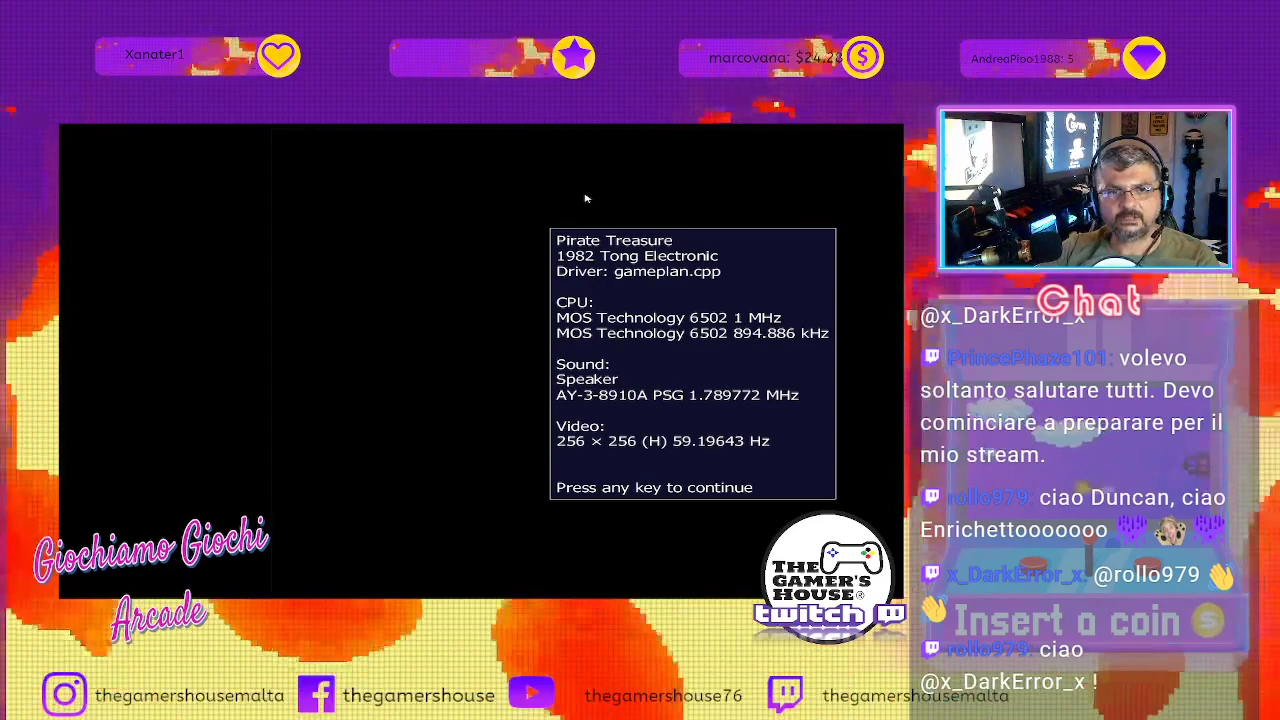 Xanater1
marcovana: $24.28
AndreaPipo1988: 5
Pirate Treasure
1982 Tong Electronic
Driver: gameplan.cpp
CPU:
MOS Technology 6502 1 MHz
MOS Technology 6502 894.886 kHz
Sound:
Speaker
AY-3-8910A PSG 1.789772 MHz
Video:
256 × 256 (H) 59.19643 Hz
Press any key to continue
Chat
@x_DarkError_x
PrincePhaze101: volevo
soltanto salutare tutti. Devo
cominciare a preparare per il
mio stream.
rollo979: ciao Duncan, ciao
Enrichettooooooo
x_DarkError_x: @rollo979
Insert a coin
rollo979: ciao
@x_DarkError_x !
Giochiamo Giochi
Arcade
THE
GAMER'S
HOUSE®
twitch
thegamershousemalta
thegamershouse
thegamershouse76
thegamershousemalta